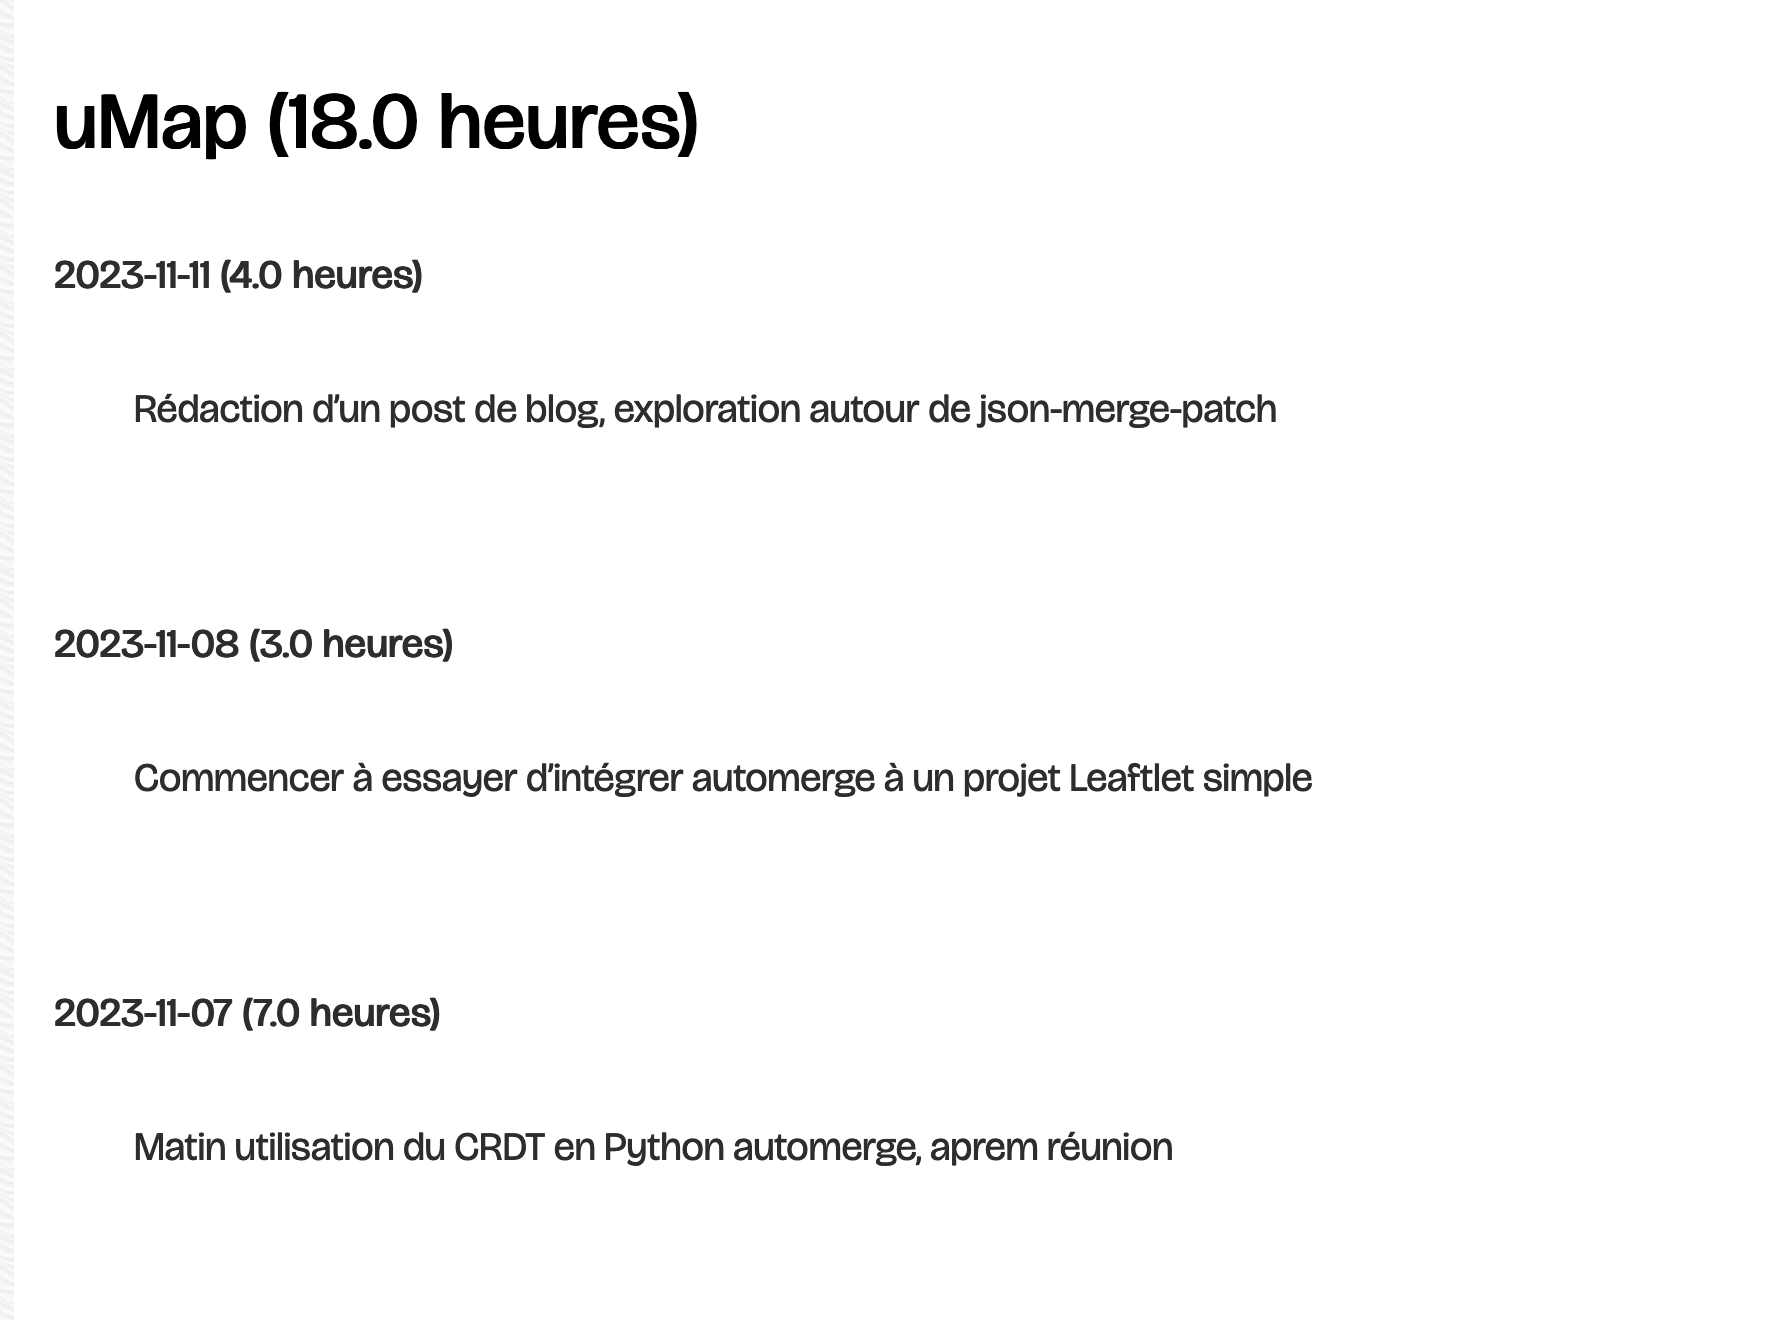 uMap (18.0 heures)
2023-11-11 (4.0 heures)
Rédaction d’un post de blog, exploration autour de json-merge-patch
2023-11-08 (3.0 heures)
Commencer à essayer d’intégrer automerge à un projet Leaftlet simple
2023-11-07 (7.0 heures)
Matin utilisation du CRDT en Python automerge, aprem réunion